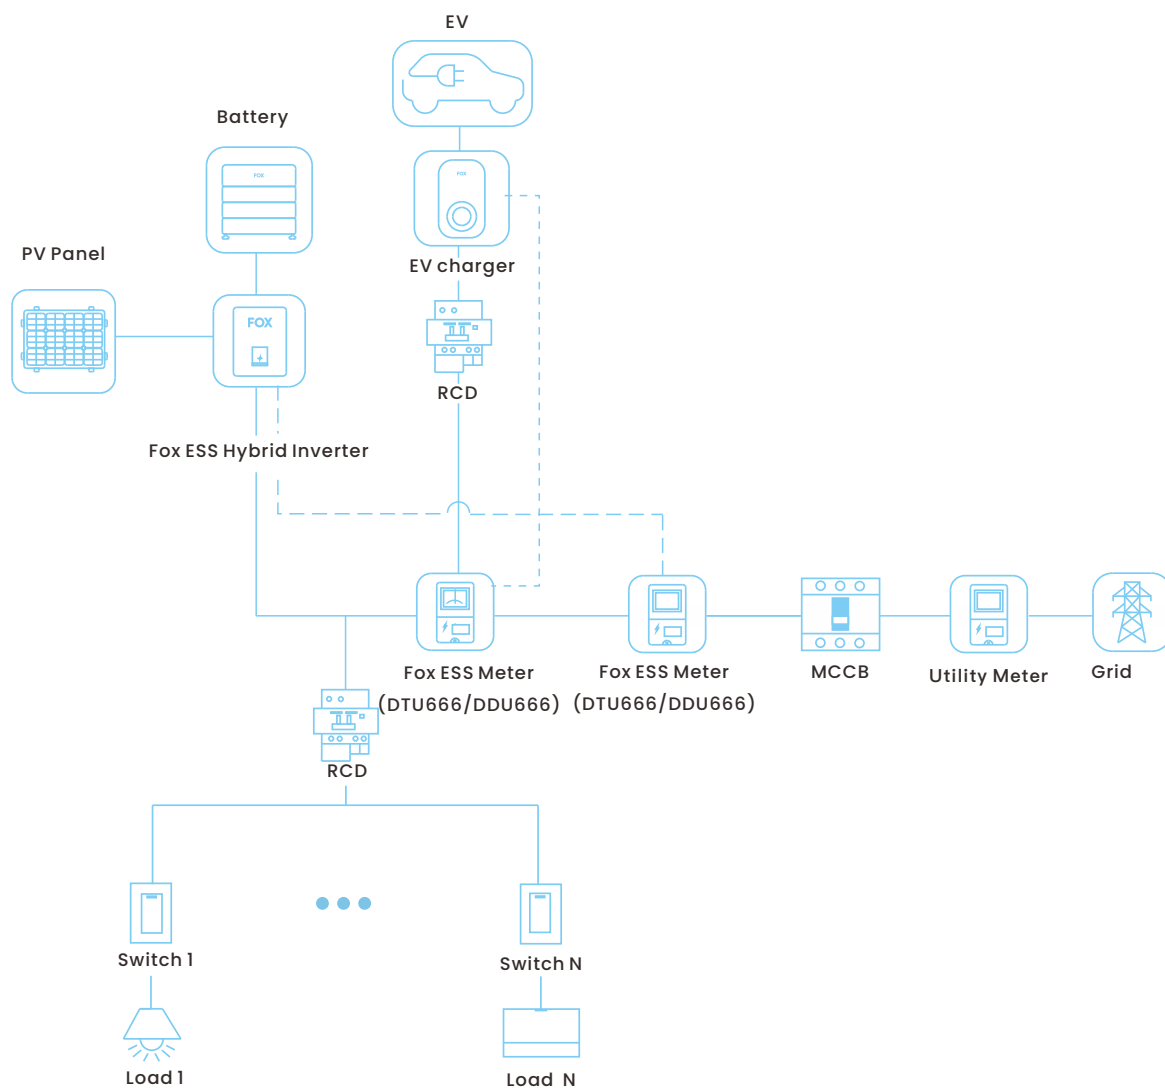 EV
Battery
FOX
FOX
PV Panel
EV charger
FOX
RCD
Fox ESS Hybrid Inverter
Fox ESS Meter
(DTU666/DDU666)
Fox ESS Meter
(DTU666/DDU666)
MCCB
Utility Meter
Grid
RCD
Switch 1
Switch N
Load 1
Load N